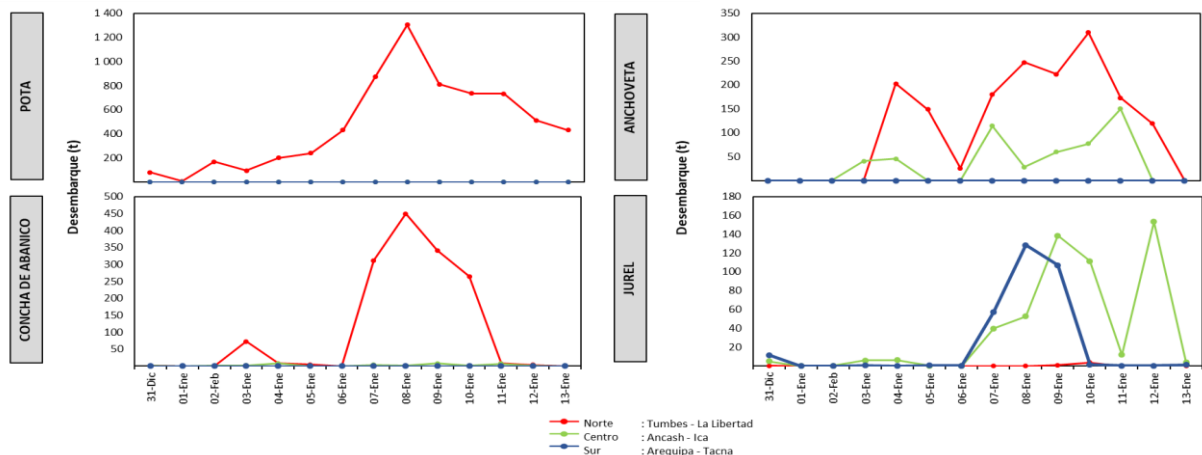 POTA
Desembarque (t)
1 400
1 200
1 000
800
600
400
200
ANCHOVETA
350
300
250
200
150
100
50
CONCHA DE ABANICO
500
450
400
350
300
250
200
150
100
50
31-Dic
01-Ene
02-Feb
03-Ene
04-Ene
05-Ene
06-Ene
07-Ene
08-Ene
09-Ene
10-Ene
11-Ene
12-Ene
13-Ene
JUREL
Desembarque (t)
180
160
140
120
100
80
60
40
20
31-Dic
01-Ene
02-Feb
03-Ene
04-Ene
05-Ene
06-Ene
07-Ene
08-Ene
09-Ene
10-Ene
11-Ene
12-Ene
13-Ene
Norte : Tumbes - La Libertad
Centro : Ancash - Ica
Sur : Arequipa - Tacna